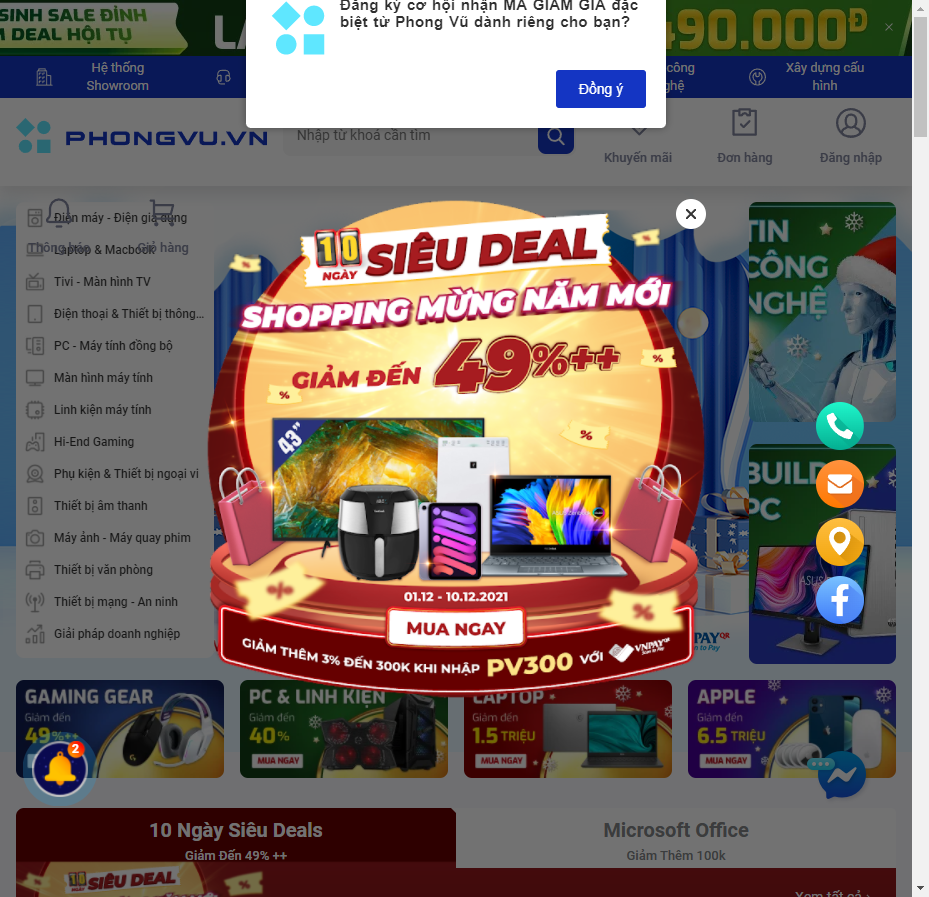 SINH SALE ĐỈNH
DEAL HỘI TỤ
490.000Đ
Đăng ký cơ hội nhận MÃ GIẢM GIÁ đặc
biệt từ Phong Vũ dành riêng cho bạn?
Đồng ý
Hệ thống
Showroom
công
Xây dựng cấu
hình
PHONGVU.VN
Nhập từ khoá cần tìm
Khuyến mãi
Đơn hàng
Đăng nhập
Thông báo
Giỏ hàng
Điện máy - Điện gia dụng
Laptop & Macbook
Tivi - Màn hình TV
Điện thoại & Thiết bị thông...
PC - Máy tính đồng bộ
Màn hình máy tính
Linh kiện máy tính
Hi-End Gaming
Phụ kiện & Thiết bị ngoại vi
Thiết bị âm thanh
Máy ảnh - Máy quay phim
Thiết bị văn phòng
Thiết bị mạng - An ninh
Giải pháp doanh nghiệp
10
NGÀY
SIÊU DEAL
SHOPPING MỪNG NĂM MỚI
GIẢM ĐẾN 49%++
43"
01.12 - 10.12.2021
MUA NGAY
GIẢM THÊM 3% ĐẾN 300K KHI NHẬP PV300 VỚI VNPAY
TIN
CÔNG
NGHỆ
BUILD
PC
ASUS
GAMING GEAR
Giảm đến
49%++
MUA NGAY
PC & LINH KIỆN
Giảm đến
40%
MUA NGAY
LAPTOP
Giảm đến
1.5 TRIỆU
MUA NGAY
APPLE
Giảm đến
6.5 TRIỆU
MUA NGAY
2
10 Ngày Siêu Deals
Giảm Đến 49% ++
Microsoft Office
Giảm Thêm 100k
SIÊU DEAL
Xem tất cả